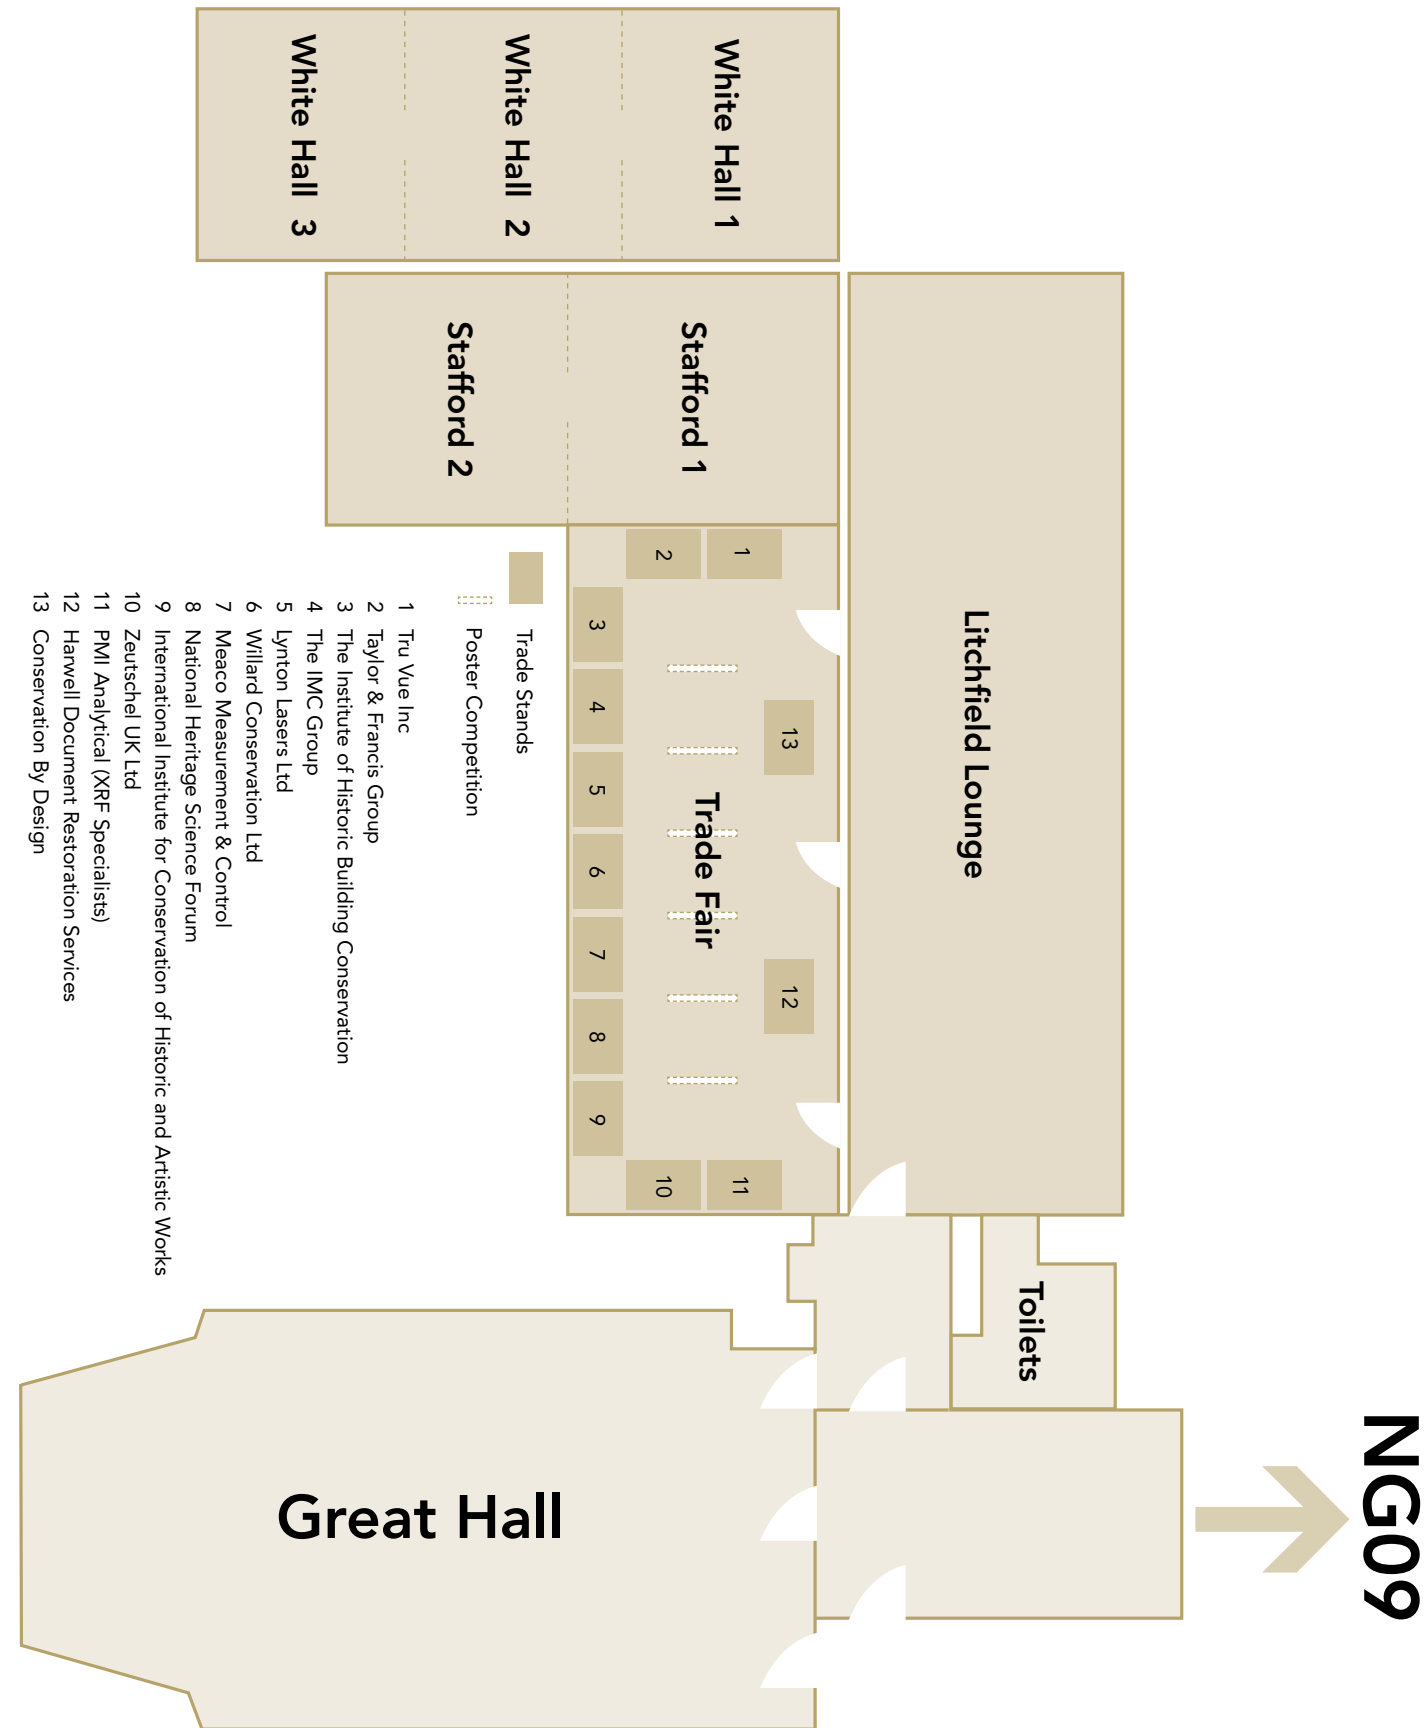 White Hall 3
White Hall 2
White Hall 1
Stafford 2
Stafford 1
Litchfield Lounge
Trade Fair
1
2
3
4
5
6
7
8
9
10
11
12
13
Trade Stands
Poster Competition
1 Tru Vue Inc
2 Taylor & Francis Group
3 The Institute of Historic Building Conservation
4 The IMC Group
5 Lynton Lasers Ltd
6 Willard Conservation Ltd
7 Meaco Measurement & Control
8 National Heritage Science Forum
9 International Institute for Conservation of Historic and Artistic Works
10 Zeutschel UK Ltd
11 PMI Analytical (XRF Specialists)
12 Harwell Document Restoration Services
13 Conservation By Design
Toilets
Great Hall
NG09